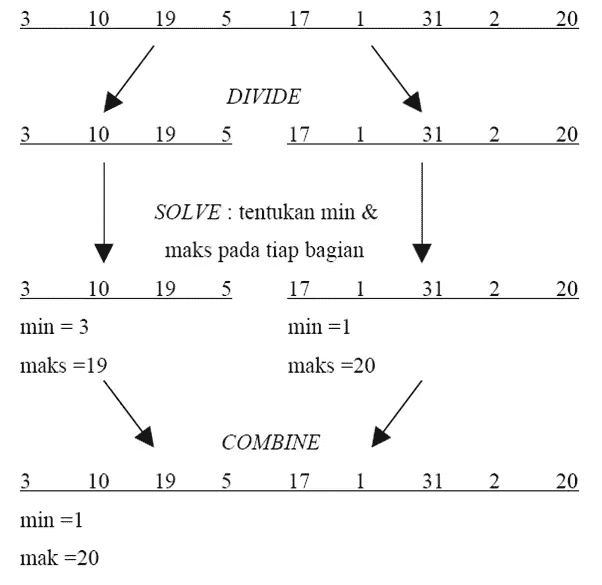 3 10 19 5 17 1 31 2 20
DIVIDE
3 10 19 5 17 1 31 2 20
SOLVE : tentukan min &
maks pada tiap bagian
3 10 19 5 17 1 31 2 20
min = 3 min =1
maks =19 maks =20
COMBINE
3 10 19 5 17 1 31 2 20
min =1
mak =20